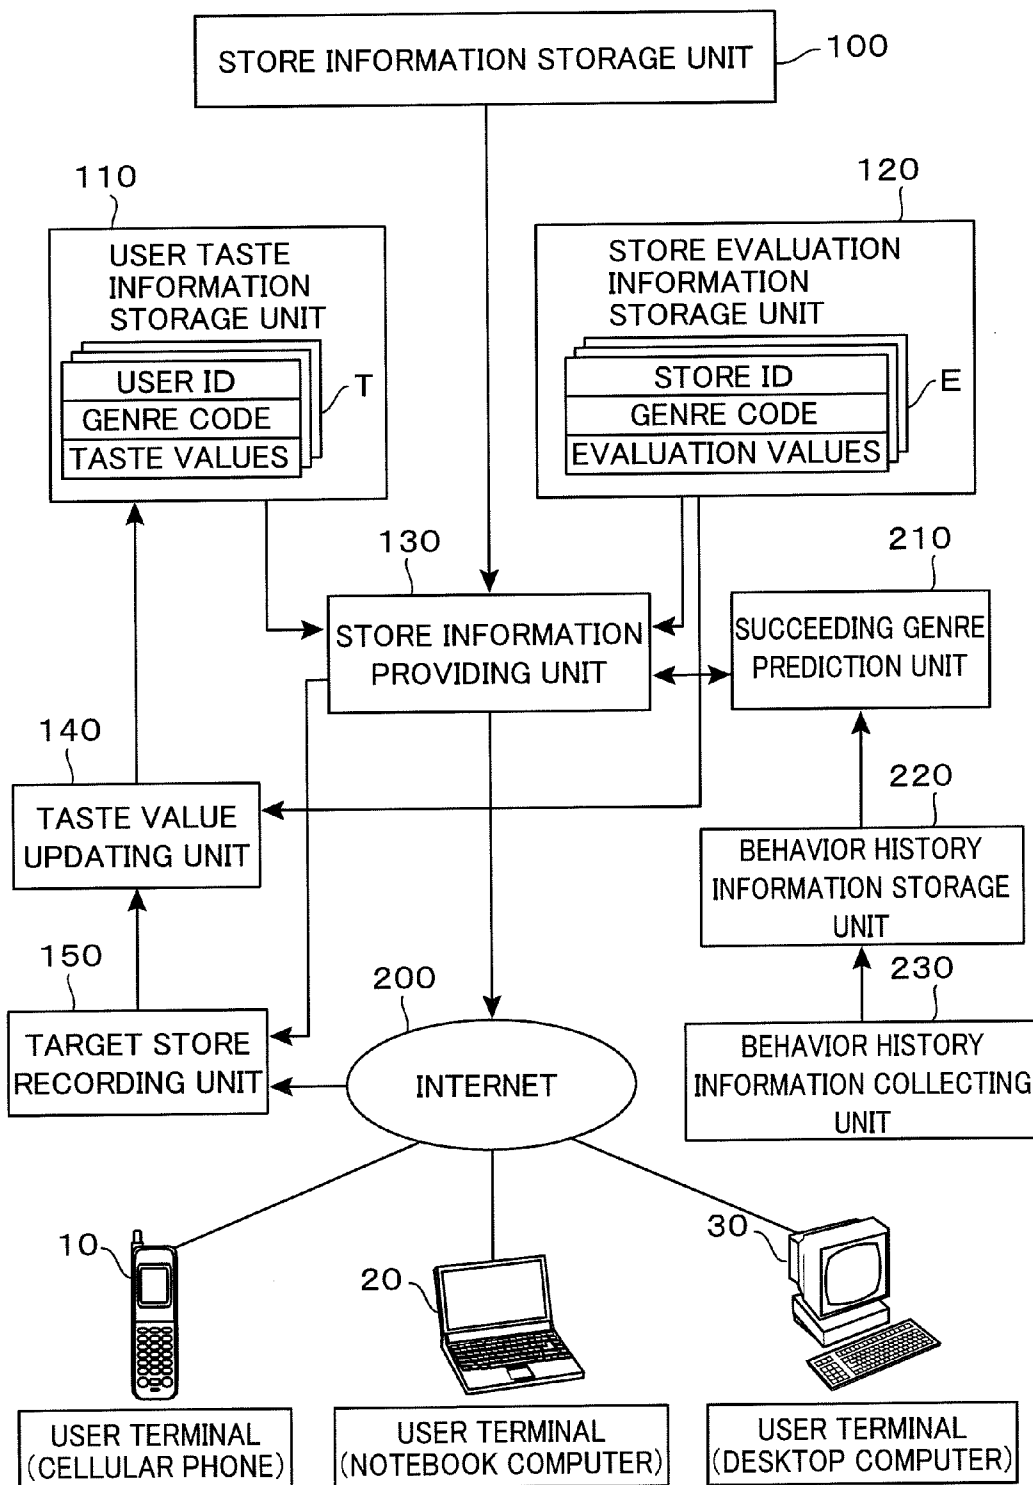 STORE INFORMATION STORAGE UNIT
100
110
USER TASTE
INFORMATION
STORAGE UNIT
USER ID
GENRE CODE
TASTE VALUES
T
120
STORE EVALUATION
INFORMATION
STORAGE UNIT
STORE ID
GENRE CODE
EVALUATION VALUES
E
130
STORE INFORMATION
PROVIDING UNIT
210
SUCCEEDING GENRE
PREDICTION UNIT
140
TASTE VALUE
UPDATING UNIT
220
BEHAVIOR HISTORY
INFORMATION STORAGE
UNIT
150
TARGET STORE
RECORDING UNIT
200
INTERNET
230
BEHAVIOR HISTORY
INFORMATION COLLECTING
UNIT
10
20
30
USER TERMINAL
(CELLULAR PHONE)
USER TERMINAL
(NOTEBOOK COMPUTER)
USER TERMINAL
(DESKTOP COMPUTER)